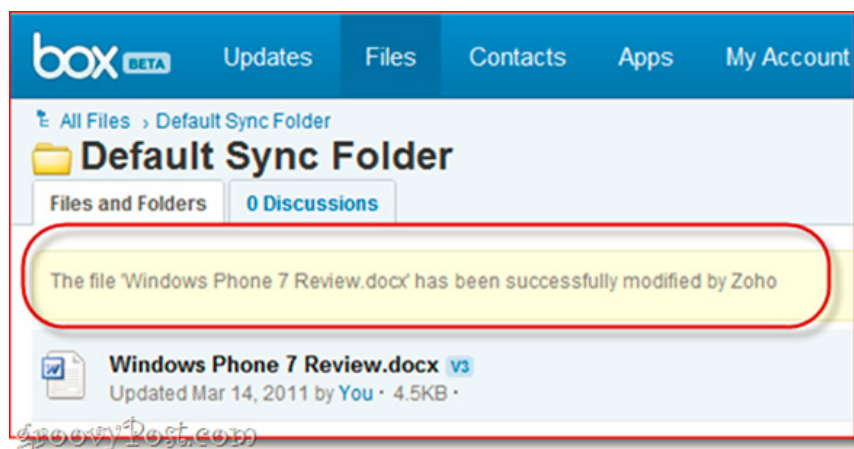 box BETA Updates Files Contacts Apps My Account
All Files › Default Sync Folder
Default Sync Folder
Files and Folders 0 Discussions
The file 'Windows Phone 7 Review.docx' has been successfully modified by Zoho
Windows Phone 7 Review.docx V3
Updated Mar 14, 2011 by You · 4.5KB ·
groovyPost.com